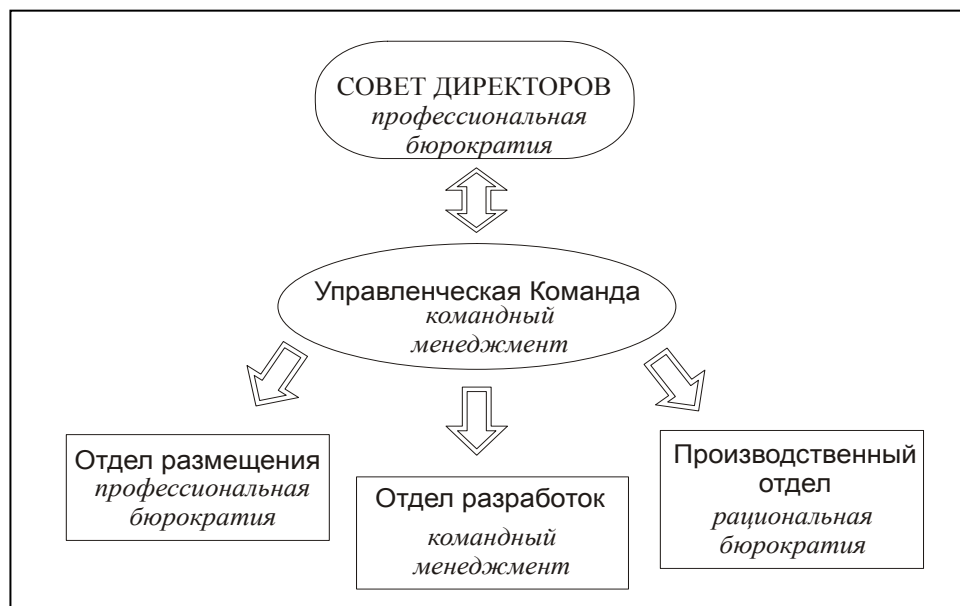 СОВЕТ ДИРЕКТОРОВ
профессиональная
бюрократия
Управленческая Команда
командный
менеджмент
Отдел размещения
профессиональная
бюрократия
Отдел разработок
командный
менеджмент
Производственный
отдел
рациональная
бюрократия